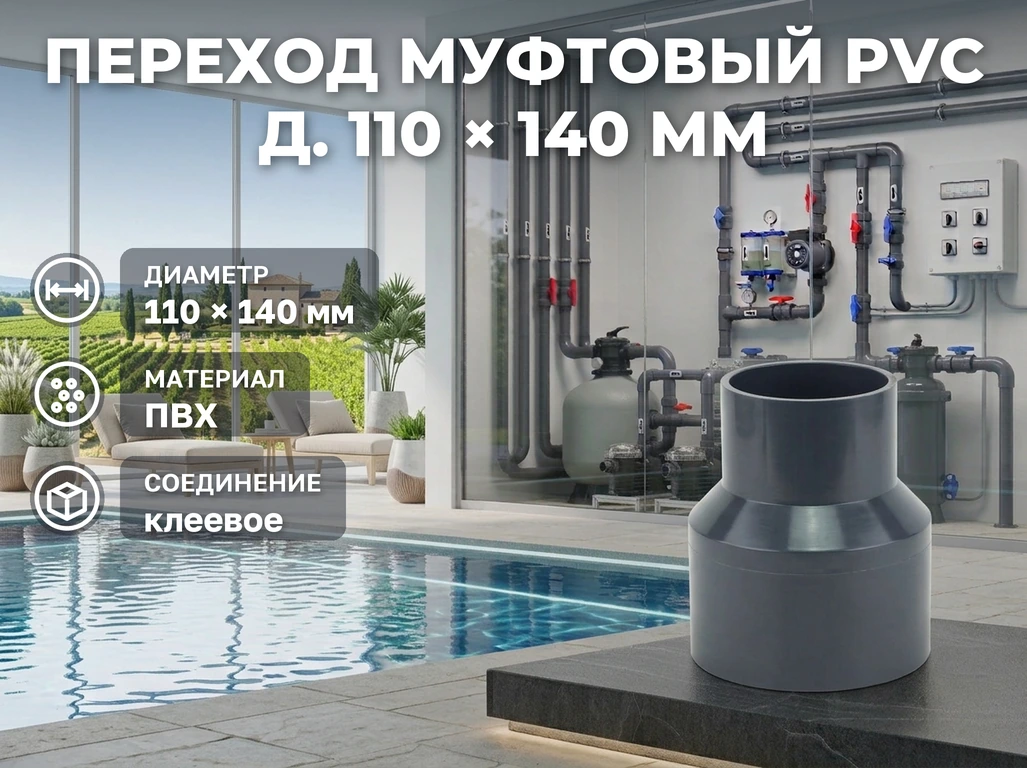 ПЕРЕХОД МУФТОВЫЙ PVC
Д. 110 × 140 ММ
ДИАМЕТР
110 × 140 мм
МАТЕРИАЛ
ПВХ
СОЕДИНЕНИЕ
клеевое